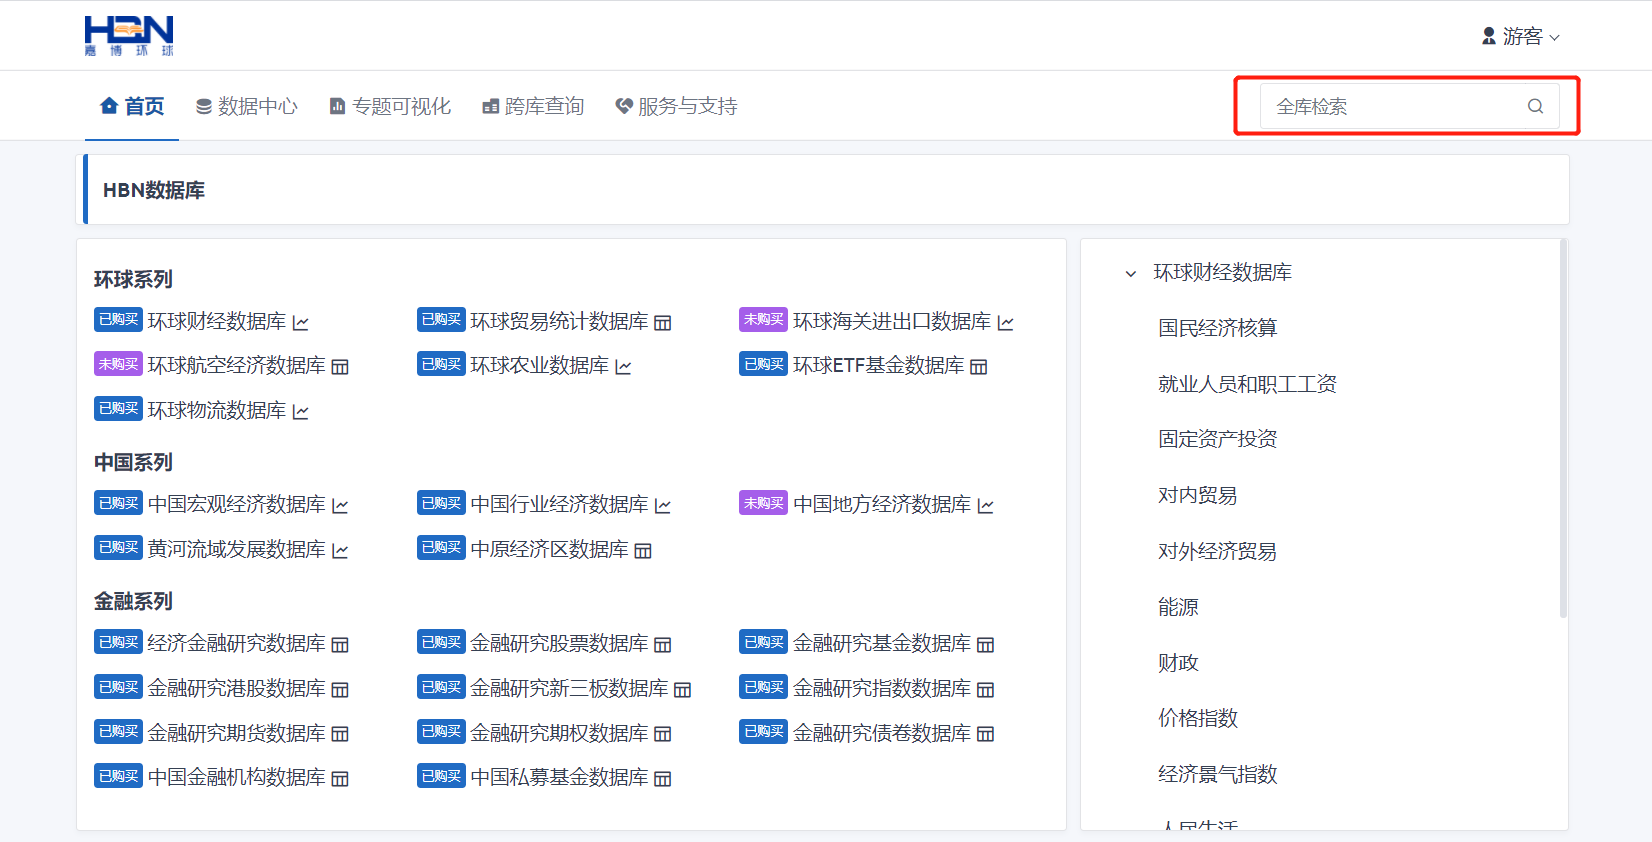 HBN
嘉博环球
游客
首页 数据中心 专题可视化 跨库查询 服务与支持 全库检索
HBN数据库
环球系列
已购买 环球财经数据库 已购买 环球贸易统计数据库 未购买 环球海关进出口数据库
未购买 环球航空经济数据库 已购买 环球农业数据库 已购买 环球ETF基金数据库
已购买 环球物流数据库
中国系列
已购买 中国宏观经济数据库 已购买 中国行业经济数据库 未购买 中国地方经济数据库
已购买 黄河流域发展数据库 已购买 中原经济区数据库
金融系列
已购买 经济金融研究数据库 已购买 金融研究股票数据库 已购买 金融研究基金数据库
已购买 金融研究港股数据库 已购买 金融研究新三板数据库 已购买 金融研究指数数据库
已购买 金融研究期货数据库 已购买 金融研究期权数据库 已购买 金融研究债卷数据库
已购买 中国金融机构数据库 已购买 中国私募基金数据库
环球财经数据库
国民经济核算
就业人员和职工工资
固定资产投资
对内贸易
对外经济贸易
能源
财政
价格指数
经济景气指数
人民生活